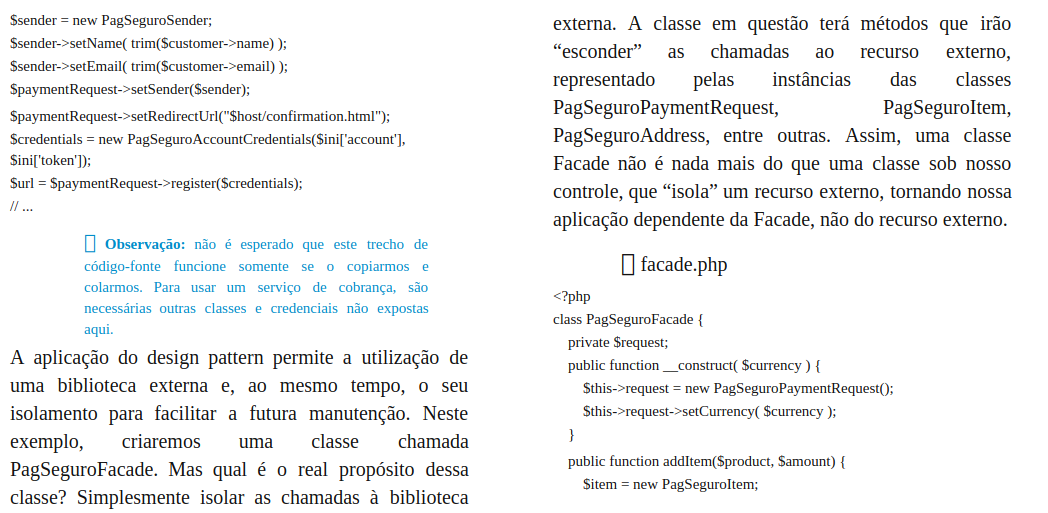 $sender = new PagSeguroSender;
$sender->setName( trim($customer->name) );
$sender->setEmail( trim($customer->email) );
$paymentRequest->setSender($sender);
$paymentRequest->setRedirectUrl("$host/confirmation.html");
$credentials = new PagSeguroAccountCredentials($ini['account'],
$ini['token']);
$url = $paymentRequest->register($credentials);
// ...
Observação: não é esperado que este trecho de
código-fonte funcione somente se o copiarmos e
colarmos. Para usar um serviço de cobrança, são
necessárias outras classes e credenciais não expostas
aqui.
A aplicação do design pattern permite a utilização de
uma biblioteca externa e, ao mesmo tempo, o seu
isolamento para facilitar a futura manutenção. Neste
exemplo, criaremos uma classe chamada
PagSeguroFacade. Mas qual é o real propósito dessa
classe? Simplesmente isolar as chamadas à biblioteca
externa. A classe em questão terá métodos que irão
“esconder” as chamadas ao recurso externo,
representado pelas instâncias das classes
PagSeguroPaymentRequest, PagSeguroItem,
PagSeguroAddress, entre outras. Assim, uma classe
Facade não é nada mais do que uma classe sob nosso
controle, que “isola” um recurso externo, tornando nossa
aplicação dependente da Facade, não do recurso externo.
facade.php
<?php
class PagSeguroFacade {
private $request;
public function __construct( $currency ) {
$this->request = new PagSeguroPaymentRequest();
$this->request->setCurrency( $currency );
}
public function addItem($product, $amount) {
$item = new PagSeguroItem;